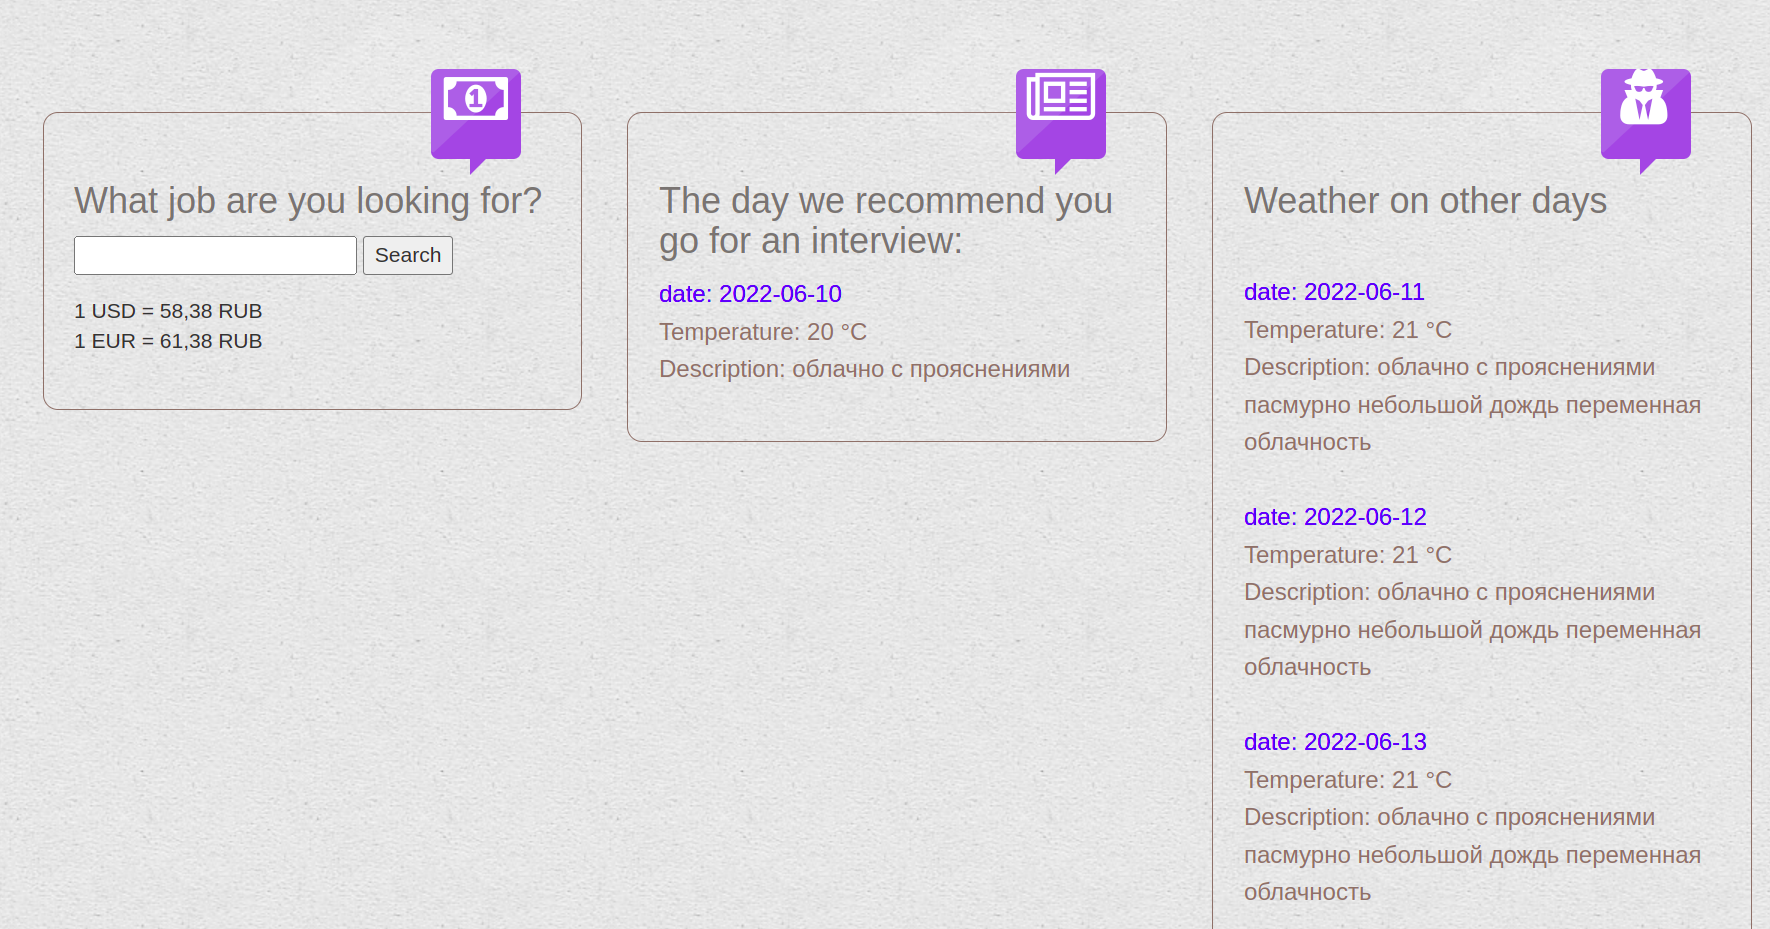 1
What job are you looking for?
Search
1 USD = 58,38 RUB
1 EUR = 61,38 RUB
The day we recommend you
go for an interview:
date: 2022-06-10
Temperature: 20 °C
Description: облачно с прояснениями
Weather on other days
date: 2022-06-11
Temperature: 21 °C
Description: облачно с прояснениями
пасмурно небольшой дождь переменная
облачность
date: 2022-06-12
Temperature: 21 °C
Description: облачно с прояснениями
пасмурно небольшой дождь переменная
облачность
date: 2022-06-13
Temperature: 21 °C
Description: облачно с прояснениями
пасмурно небольшой дождь переменная
облачность